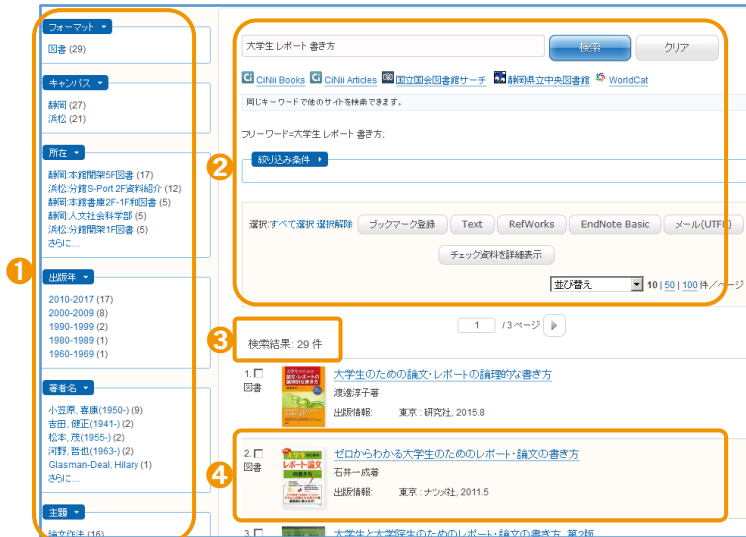 フォーマット
図書 (29)
キャンパス
静岡 (27)
浜松 (21)
所在
静岡:本館開架5F図書 (17)
浜松:分館S-Port 2F資料紹介 (12)
静岡:本館書庫2F-1F和図書 (5)
静岡:人文社会科学部 (5)
浜松:分館開架1F図書 (5)
さらに...
出版年
2010-2017 (17)
2000-2009 (8)
1990-1999 (2)
1980-1989 (1)
1960-1969 (1)
著者名
小笠原, 喜康(1950-) (9)
吉田, 健正(1941-) (2)
松本, 茂(1955-) (2)
河野, 哲也(1963-) (2)
Glasman-Deal, Hilary (1)
さらに...
主題
論文作法 (16)
1
大学生 レポート 書き方
検索
クリア
CiNii Books CiNii Articles 国立国会図書館サーチ 静岡県立中央図書館 WorldCat
同じキーワードで他のサイトを検索できます。
フリーワード=大学生 レポート 書き方;
2
絞り込み条件
選択:すべて選択 選択解除 ブックマーク登録 Text RefWorks EndNote Basic メール(UTF8)
チェック資料を詳細表示
並び替え 10 | 50 | 100 件/ページ
1 /3ページ
3
検索結果: 29 件
1.
図書
大学生のための論文・レポートの論理的な書き方
渡邊淳子著
出版情報: 東京 : 研究社, 2015.8
4
2.
図書
ゼロからわかる大学生のためのレポート・論文の書き方
石井一成著
出版情報: 東京 : ナツメ社, 2011.5
3.
大学生と大学院生のためのレポート・論文の書き方 第2版